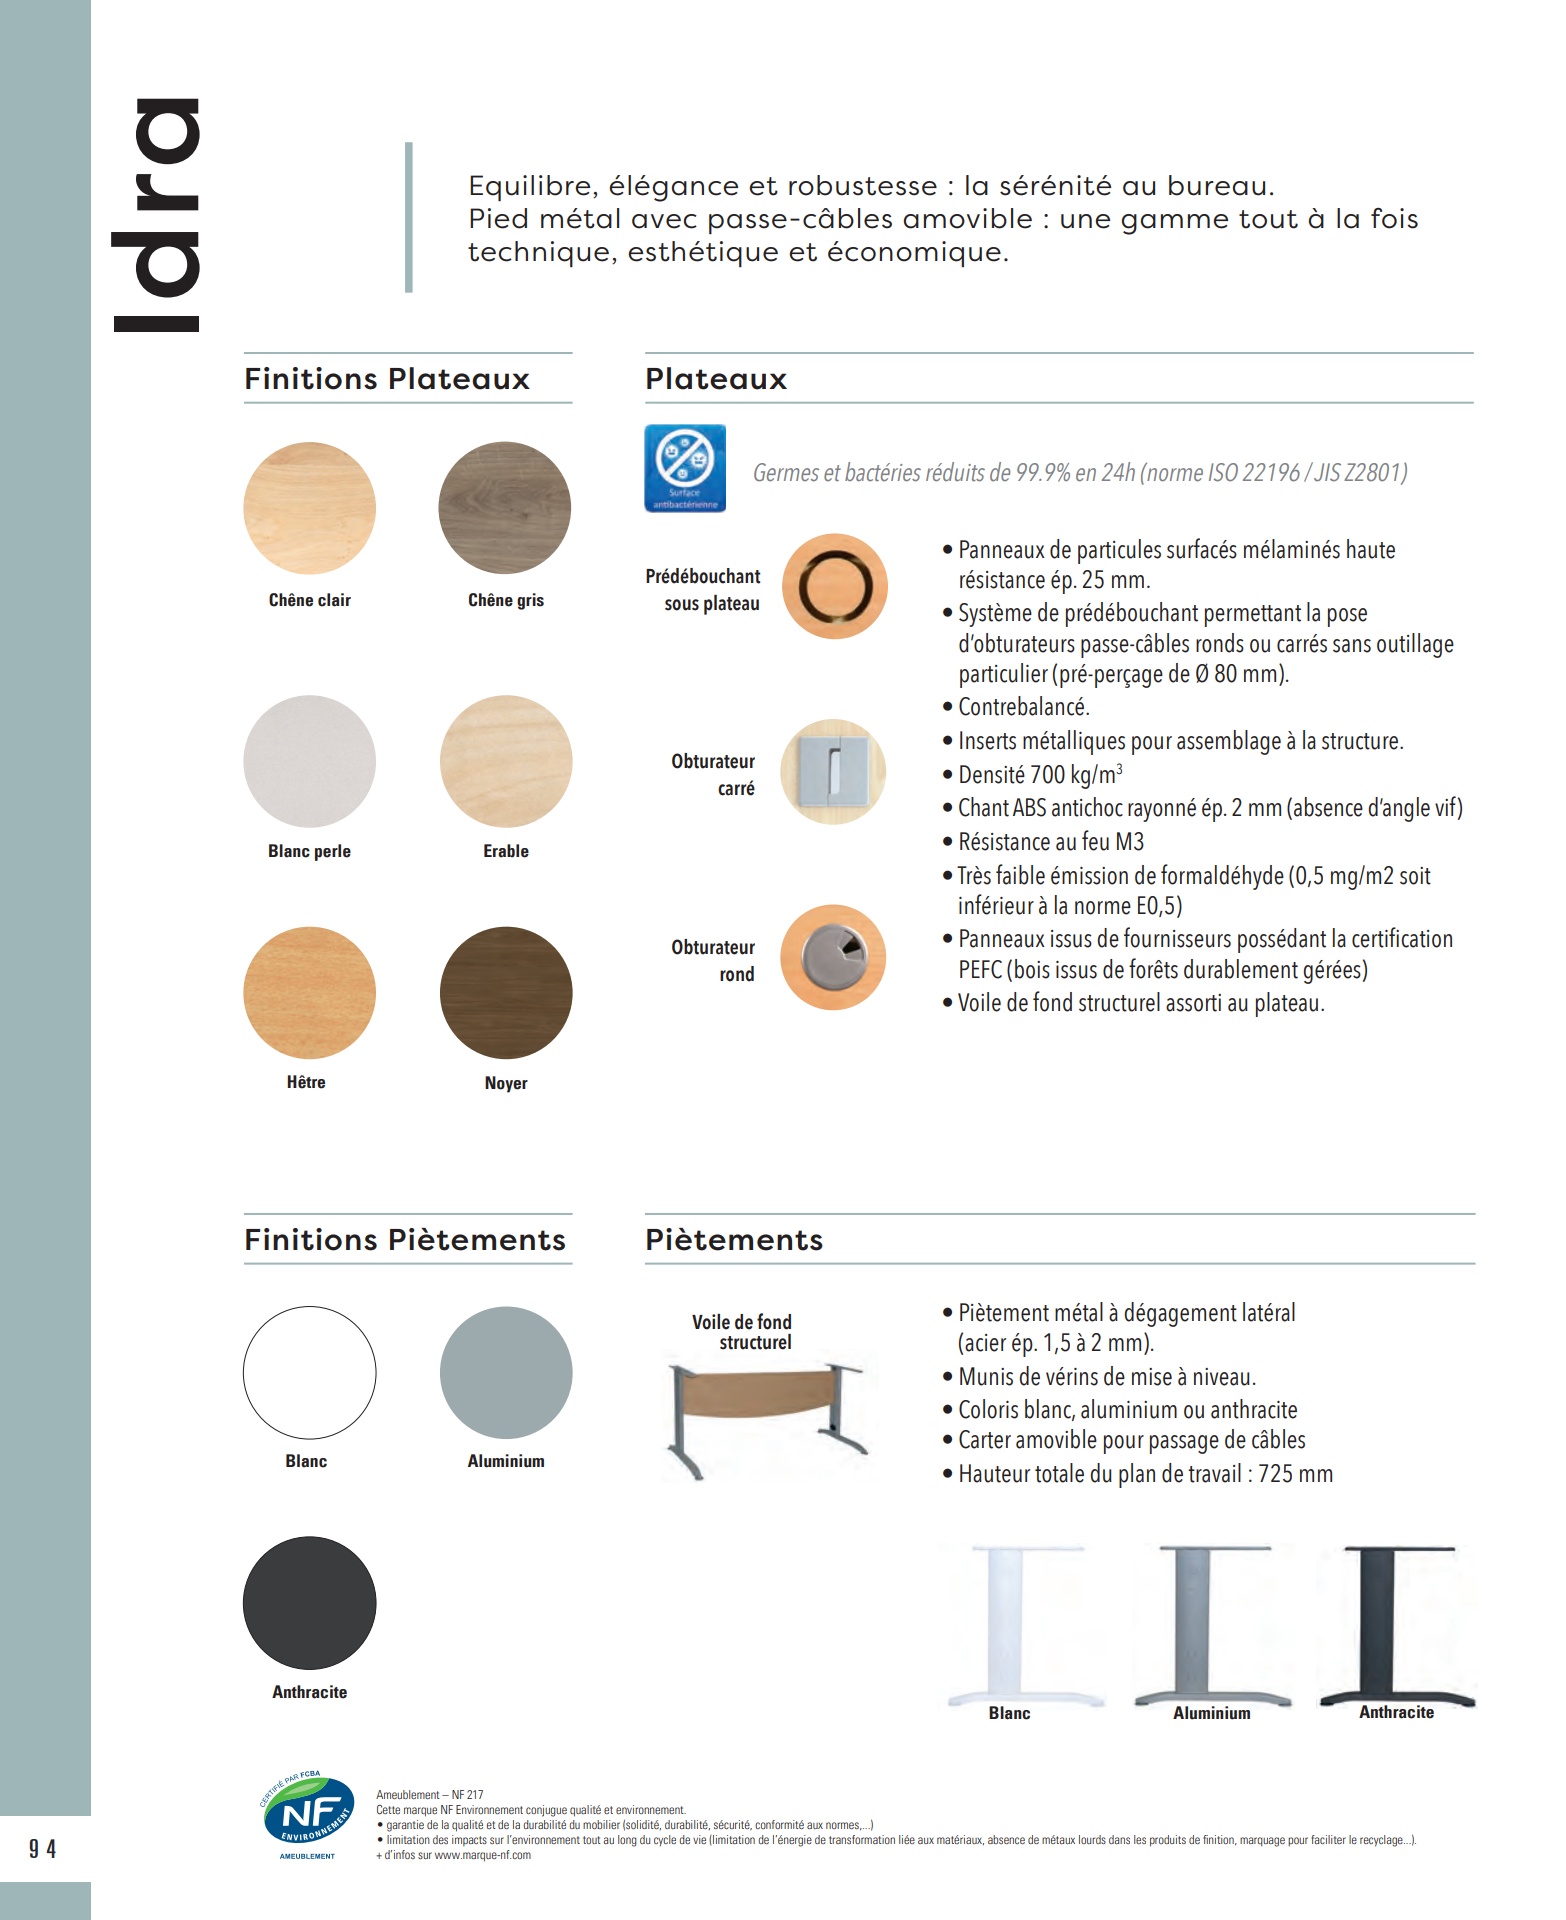 Idra
Equilibre, élégance et robustesse : la sérénité au bureau.
Pied métal avec passe-câbles amovible : une gamme tout à la fois
technique, esthétique et économique.
Finitions Plateaux
Chêne clair
Chêne gris
Blanc perle
Erable
Hêtre
Noyer
Plateaux
Surface
antibactérienne
Germes et bactéries réduits de 99.9% en 24h (norme ISO 22196 / JIS Z2801)
Prédébouchant
sous plateau
Obturateur
carré
Obturateur
rond
• Panneaux de particules surfacés mélaminés haute
résistance ép. 25 mm.
• Système de prédébouchant permettant la pose
d'obturateurs passe-câbles ronds ou carrés sans outillage
particulier (pré-perçage de Ø 80 mm).
• Contrebalancé.
• Inserts métalliques pour assemblage à la structure.
• Densité 700 kg/m³
• Chant ABS antichoc rayonné ép. 2 mm (absence d'angle vif)
• Résistance au feu M3
• Très faible émission de formaldéhyde (0,5 mg/m2 soit
inférieur à la norme E0,5)
• Panneaux issus de fournisseurs possédant la certification
PEFC (bois issus de forêts durablement gérées)
• Voile de fond structurel assorti au plateau.
Finitions Piètements
Blanc
Aluminium
Anthracite
Piètements
Voile de fond
structurel
• Piètement métal à dégagement latéral
(acier ép. 1,5 à 2 mm).
• Munis de vérins de mise à niveau.
• Coloris blanc, aluminium ou anthracite
• Carter amovible pour passage de câbles
• Hauteur totale du plan de travail : 725 mm
Blanc
Aluminium
Anthracite
CERTIFIÉ PAR FCBA
NF
ENVIRONNEMENT
AMEUBLEMENT
Ameublement – NF 217
Cette marque NF Environnement conjugue qualité et environnement.
• garantie de la qualité et de la durabilité du mobilier (solidité, durabilité, sécurité, conformité aux normes,...)
• limitation des impacts sur l'environnement tout au long du cycle de vie (limitation de l'énergie de transformation liée aux matériaux, absence de métaux lourds dans les produits de finition, marquage pour faciliter le recyclage...).
+ d'infos sur www.marque-nf.com
94